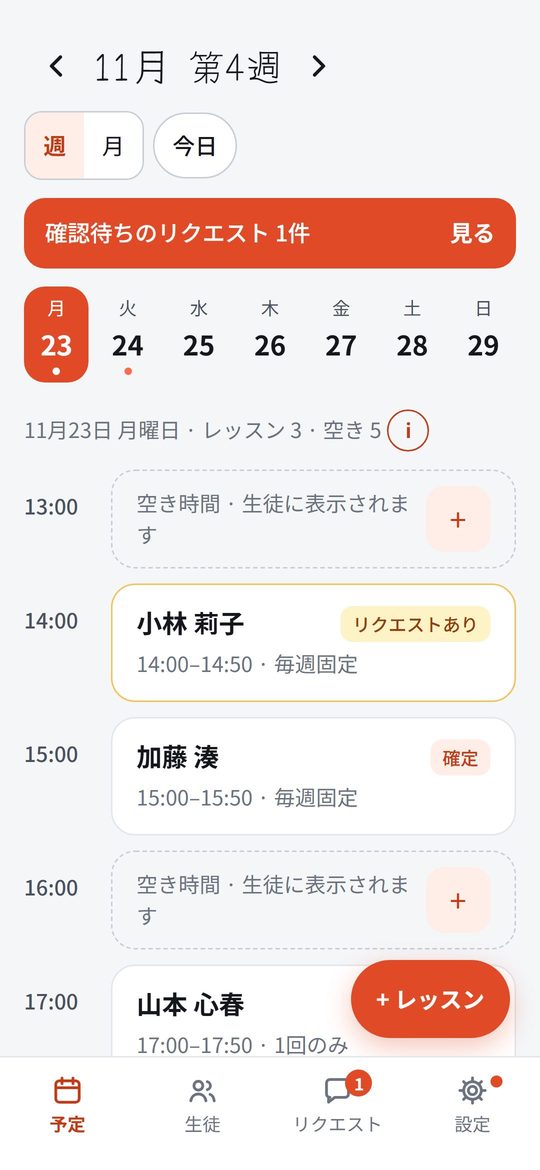 11月 第4週
週 月 今日
確認待ちのリクエスト 1件 見る
月 火 水 木 金 土 日
23 24 25 26 27 28 29
11月23日 月曜日 · レッスン 3 · 空き 5 i
13:00 空き時間 · 生徒に表示されま
す
+
14:00 小林 莉子 リクエストあり
14:00–14:50 · 毎週固定
15:00 加藤 湊 確定
15:00–15:50 · 毎週固定
16:00 空き時間 · 生徒に表示されま
す
+
17:00 山本 心春
17:00–17:50 · 1回のみ
+ レッスン
1
予定 生徒 リクエスト 設定